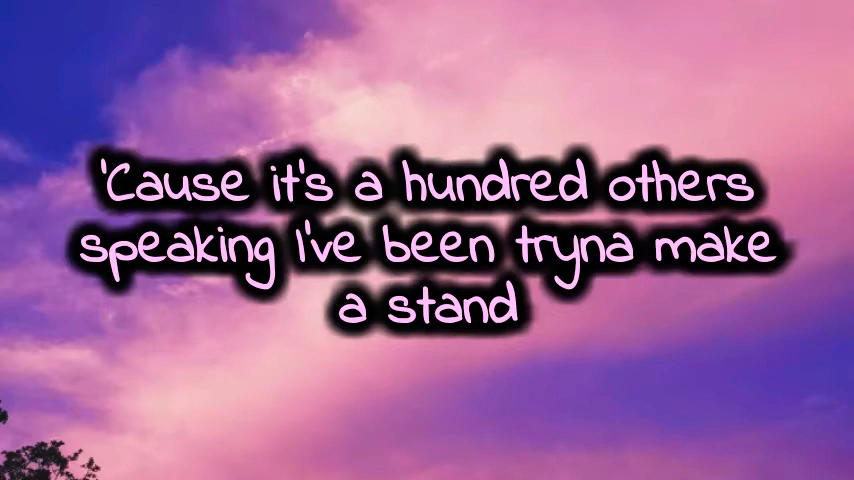 'Cause it's a hundred others
speaking I've been tryna make
a stand